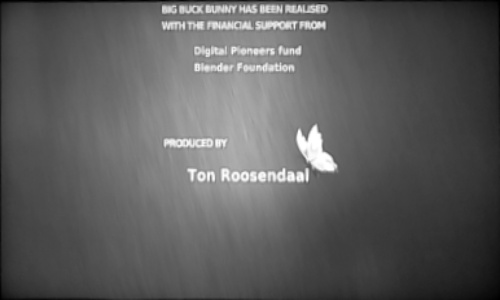 BIG BUCK BUNNY HAS BEEN REALISED
WITH THE FINANCIAL SUPPORT FROM
Digital Pioneers fund
Blender Foundation
PRODUCED BY
Ton Roosendaal